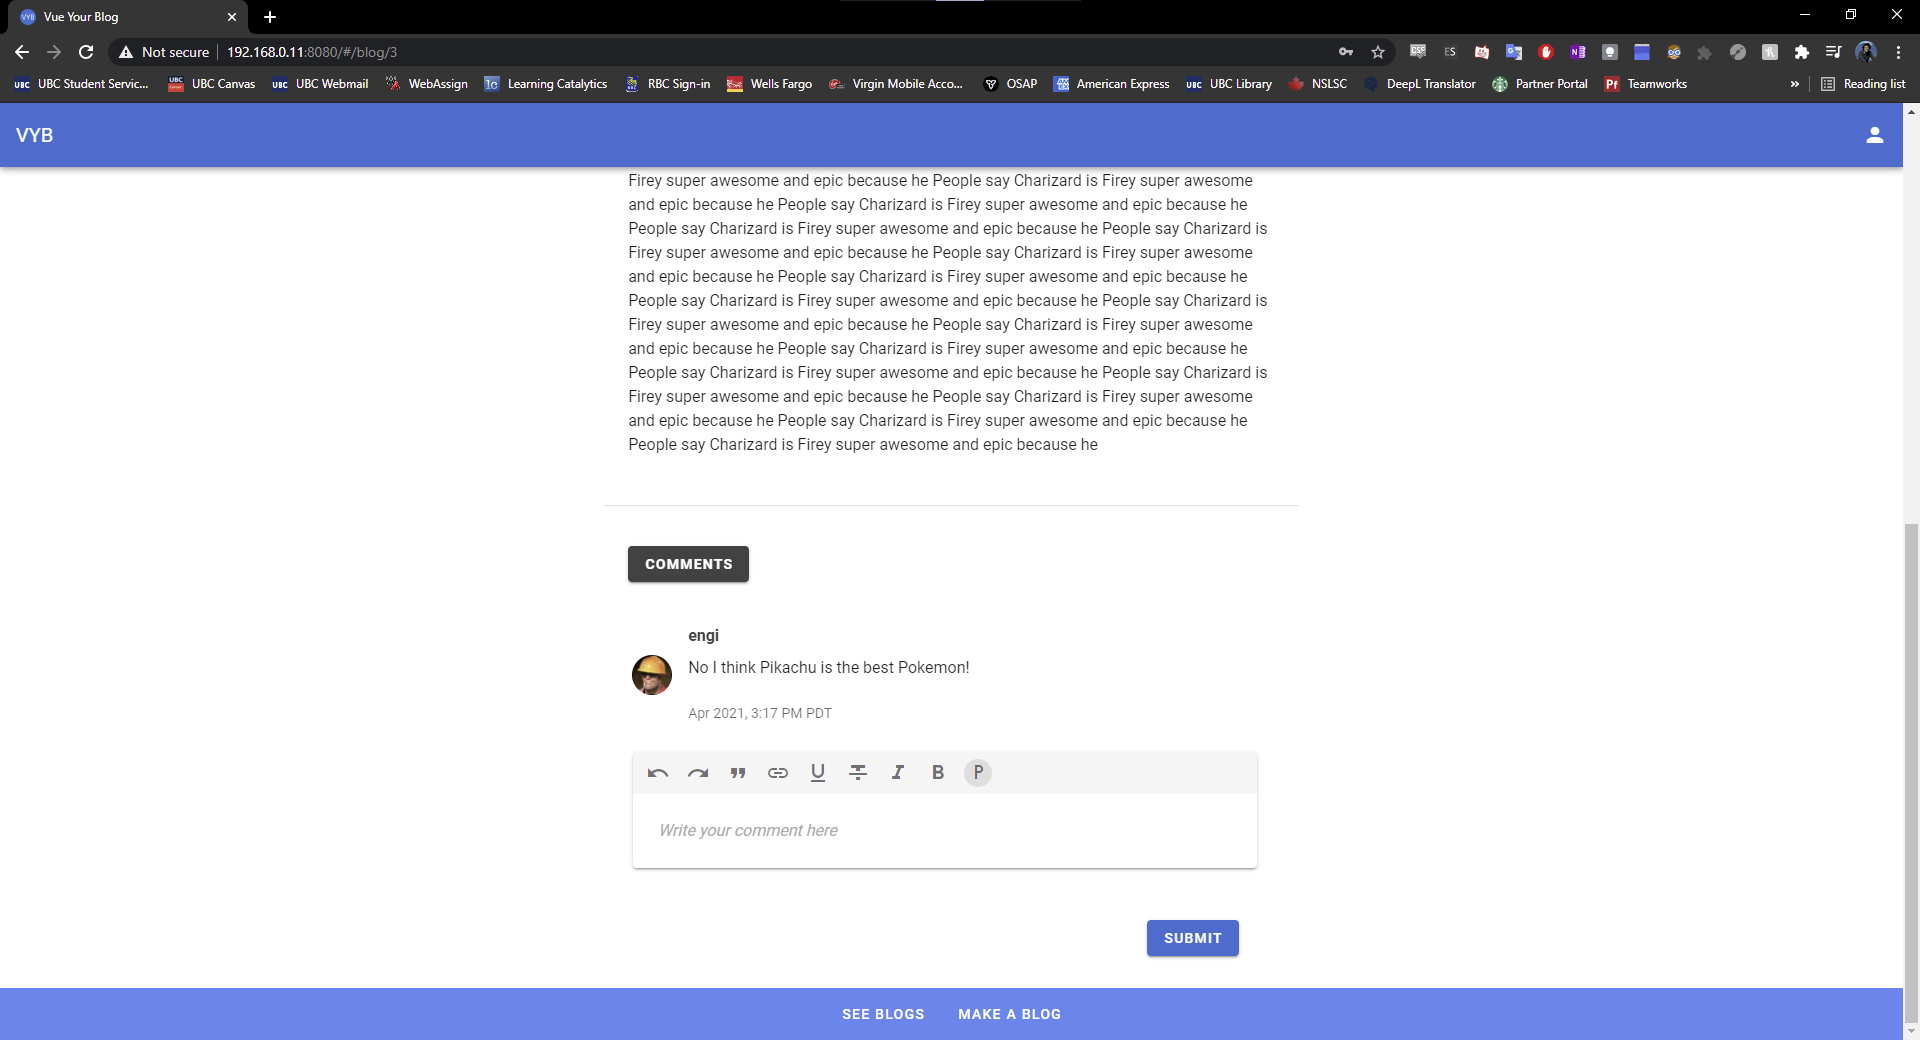 Vue Your Blog
Not secure 192.168.0.11:8080/#/blog/3
UBC Student Servic... UBC Canvas UBC Webmail WebAssign Learning Catalytics RBC Sign-in Wells Fargo Virgin Mobile Acco... OSAP American Express UBC Library NSLSC DeepL Translator Partner Portal Teamworks » Reading list
VYB
Firey super awesome and epic because he People say Charizard is Firey super awesome
and epic because he People say Charizard is Firey super awesome and epic because he
People say Charizard is Firey super awesome and epic because he People say Charizard is
Firey super awesome and epic because he People say Charizard is Firey super awesome
and epic because he People say Charizard is Firey super awesome and epic because he
People say Charizard is Firey super awesome and epic because he People say Charizard is
Firey super awesome and epic because he People say Charizard is Firey super awesome
and epic because he People say Charizard is Firey super awesome and epic because he
People say Charizard is Firey super awesome and epic because he People say Charizard is
Firey super awesome and epic because he People say Charizard is Firey super awesome
and epic because he People say Charizard is Firey super awesome and epic because he
People say Charizard is Firey super awesome and epic because he
COMMENTS
engi
No I think Pikachu is the best Pokemon!
Apr 2021, 3:17 PM PDT
U S I B P
Write your comment here
SUBMIT
SEE BLOGS MAKE A BLOG